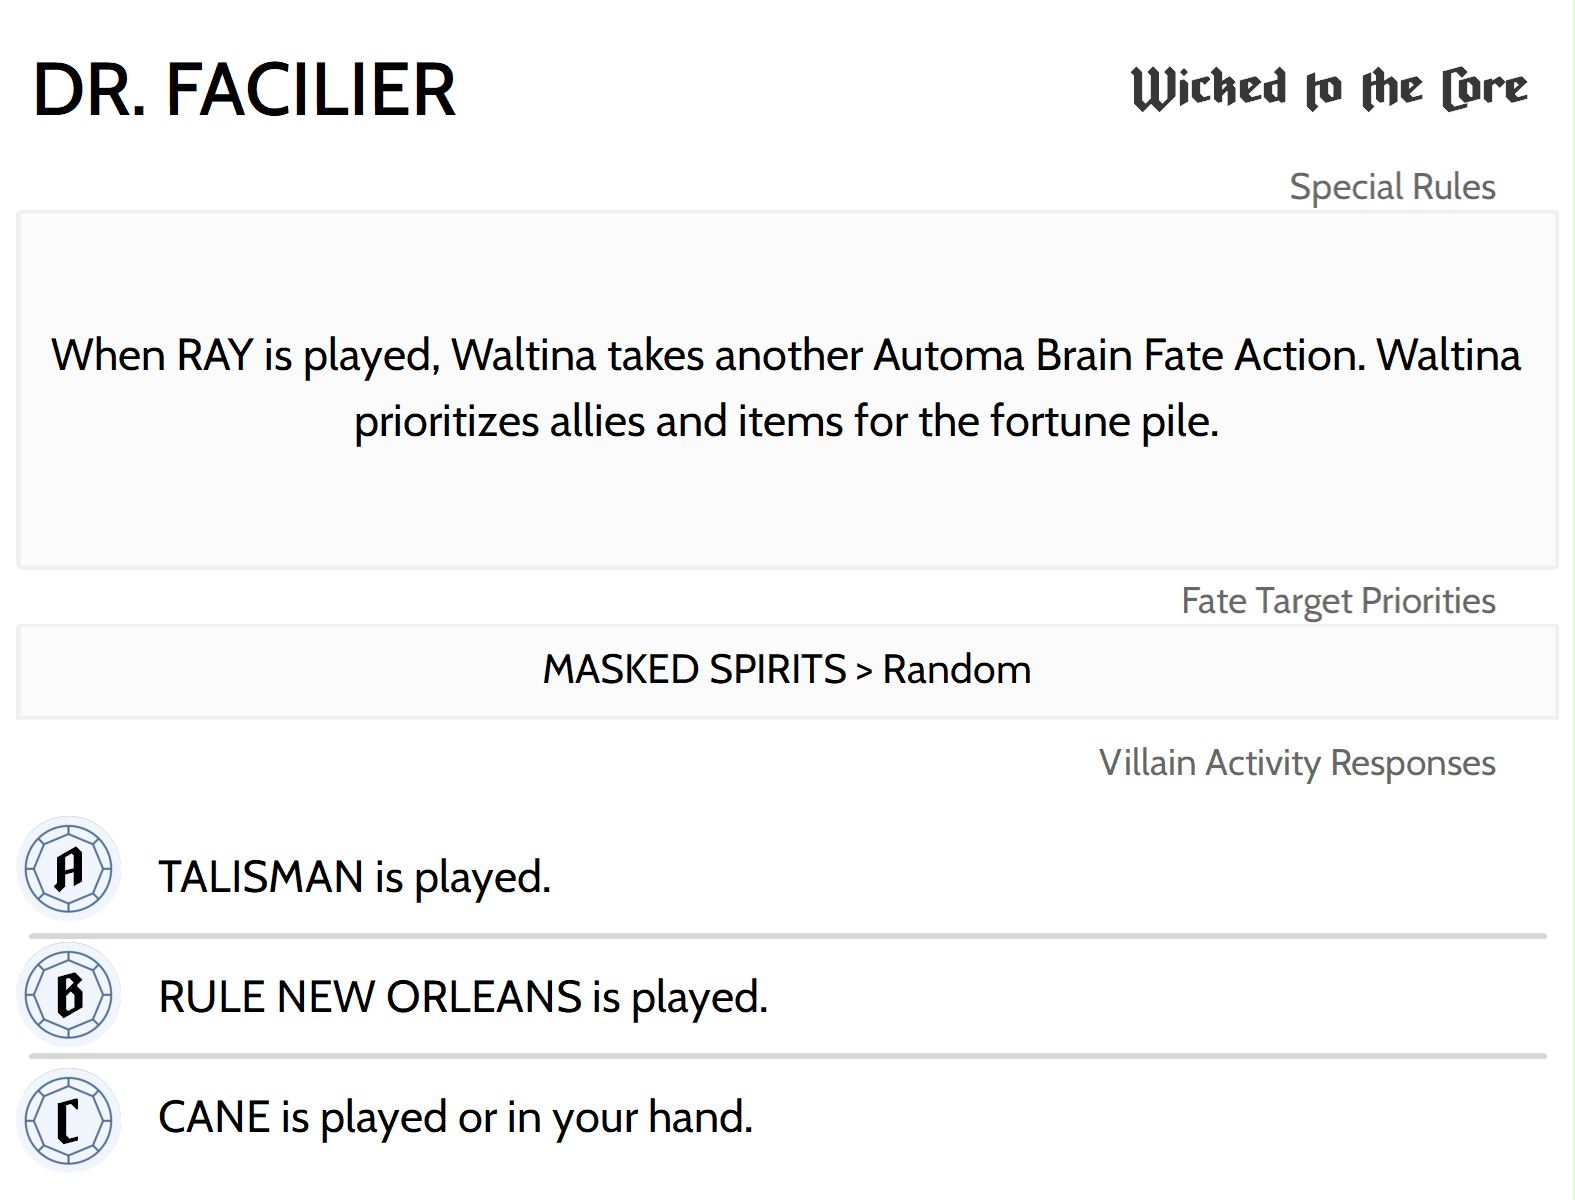 DR. FACILIER
Wicked to the Core
Special Rules
When RAY is played, Waltina takes another Automa Brain Fate Action. Waltina
prioritizes allies and items for the fortune pile.
Fate Target Priorities
MASKED SPIRITS > Random
Villain Activity Responses
A TALISMAN is played.
B RULE NEW ORLEANS is played.
C CANE is played or in your hand.